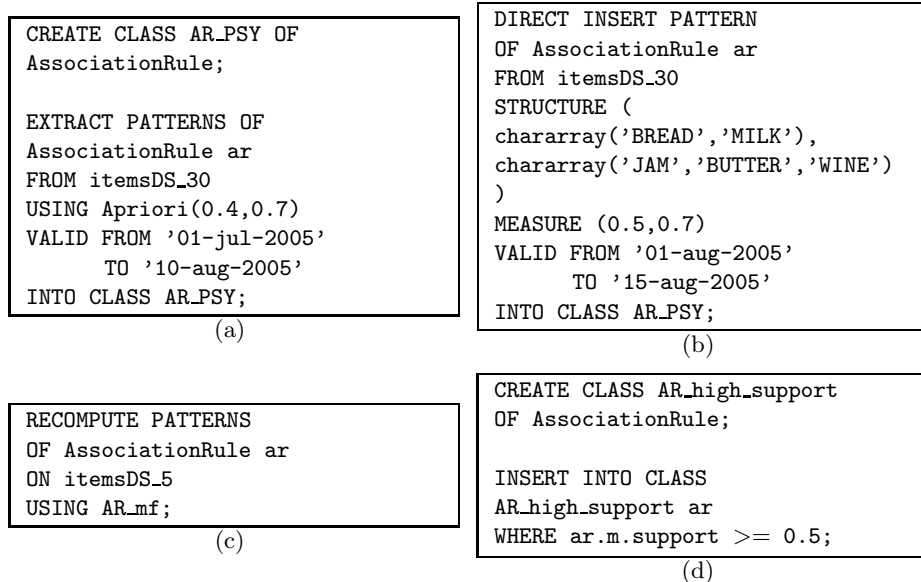 CREATE CLASS AR_PSY OF
AssociationRule;
EXTRACT PATTERNS OF
AssociationRule ar
FROM itemsDS_30
USING Apriori(0.4,0.7)
VALID FROM '01-jul-2005'
TO '10-aug-2005'
INTO CLASS AR_PSY;
(a)
DIRECT INSERT PATTERN
OF AssociationRule ar
FROM itemsDS_30
STRUCTURE (
chararray('BREAD','MILK'),
chararray('JAM','BUTTER','WINE')
)
MEASURE (0.5,0.7)
VALID FROM '01-aug-2005'
TO '15-aug-2005'
INTO CLASS AR_PSY;
(b)
RECOMPUTE PATTERNS
OF AssociationRule ar
ON itemsDS_5
USING AR_mf;
(c)
CREATE CLASS AR_high_support
OF AssociationRule;
INSERT INTO CLASS
AR_high_support ar
WHERE ar.m.support >= 0.5;
(d)